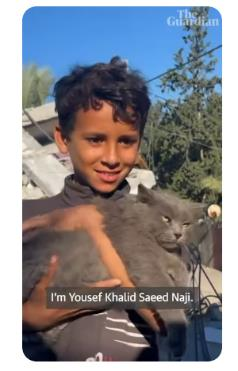 The
Guardian
I'm Yousef Khalid Saeed Naji.